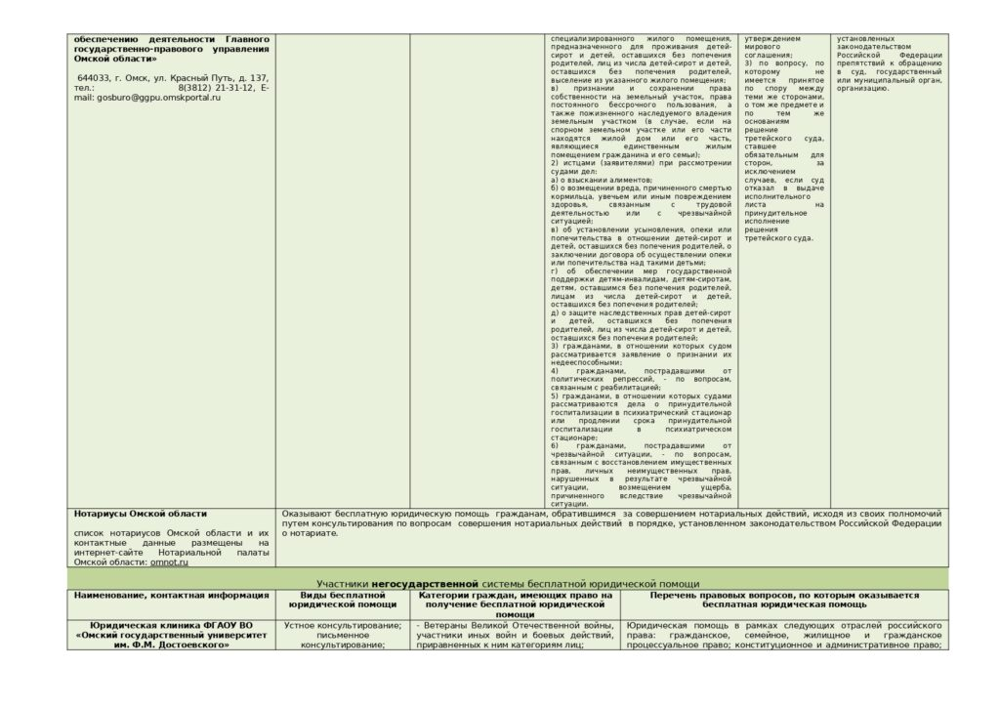 обеспечению деятельности Главного
государственно-правового управления
Омской области»
644033, г. Омск, ул. Красный Путь, д. 137,
тел.: 8(3812) 21-31-12, E-
mail: gosburo@ggpu.omskportal.ru
специализированного жилого помещения,
предназначенного для проживания детей-
сирот и детей, оставшихся без попечения
родителей, лиц из числа детей-сирот и детей,
оставшихся без попечения родителей,
выселение из указанного жилого помещения;
в) признании и сохранении права
собственности на земельный участок, права
постоянного бессрочного пользования, а
также пожизненного наследуемого владения
земельным участком (в случае, если на
спорном земельном участке или его части
находятся жилой дом или его часть,
являющиеся единственным жилым
помещением гражданина и его семьи);
2) истцами (заявителями) при рассмотрении
судами дел:
а) о взыскании алиментов;
б) о возмещении вреда, причиненного смертью
кормильца, увечьем или иным повреждением
здоровья, связанным с трудовой
деятельностью или с чрезвычайной
ситуацией;
в) об установлении усыновления, опеки или
попечительства в отношении детей-сирот и
детей, оставшихся без попечения родителей, о
заключении договора об осуществлении опеки
или попечительства над такими детьми;
г) об обеспечении мер государственной
поддержки детям-инвалидам, детям-сиротам,
детям, оставшимся без попечения родителей,
лицам из числа детей-сирот и детей,
оставшихся без попечения родителей;
д) о защите наследственных прав детей-сирот
и детей, оставшихся без попечения
родителей, лиц из числа детей-сирот и детей,
оставшихся без попечения родителей;
3) гражданами, в отношении которых судом
рассматривается заявление о признании их
недееспособными;
4) гражданами, пострадавшими от
политических репрессий, - по вопросам,
связанным с реабилитацией;
5) гражданами, в отношении которых судами
рассматриваются дела о принудительной
госпитализации в психиатрический стационар
или продлении срока принудительной
госпитализации в психиатрическом
стационаре;
6) гражданами, пострадавшими от
чрезвычайной ситуации, - по вопросам,
связанным с восстановлением имущественных
прав, личных неимущественных прав,
нарушенных в результате чрезвычайной
ситуации, возмещением ущерба,
причиненного вследствие чрезвычайной
ситуации.
утверждением
мирового
соглашения;
3) по вопросу, по
которому не
имеется принятое
по спору между
теми же сторонами,
о том же предмете и
по тем же
основаниям
решение
третейского суда,
ставшее
обязательным для
сторон, за
исключением
случаев, если суд
отказал в выдаче
исполнительного
листа на
принудительное
исполнение
решения
третейского суда.
установленных
законодательством
Российской Федерации
препятствий к обращению
в суд, государственный
или муниципальный орган,
организацию.
Нотариусы Омской области
список нотариусов Омской области и их
контактные данные размещены на
интернет-сайте Нотариальной палаты
Омской области: omnot.ru
Оказывают бесплатную юридическую помощь гражданам, обратившимся за совершением нотариальных действий, исходя из своих полномочий
путем консультирования по вопросам совершения нотариальных действий в порядке, установленном законодательством Российской Федерации
о нотариате.
Участники негосударственной системы бесплатной юридической помощи
Наименование, контактная информация
Виды бесплатной
юридической помощи
Категории граждан, имеющих право на
получение бесплатной юридической
помощи
Перечень правовых вопросов, по которым оказывается
бесплатная юридическая помощь
Юридическая клиника ФГАОУ ВО
«Омский государственный университет
им. Ф.М. Достоевского»
Устное консультирование;
письменное
консультирование;
- Ветераны Великой Отечественной войны,
участники иных войн и боевых действий,
приравненных к ним категориям лиц;
Юридическая помощь в рамках следующих отраслей российского
права: гражданское, семейное, жилищное и гражданское
процессуальное право; конституционное и административное право;